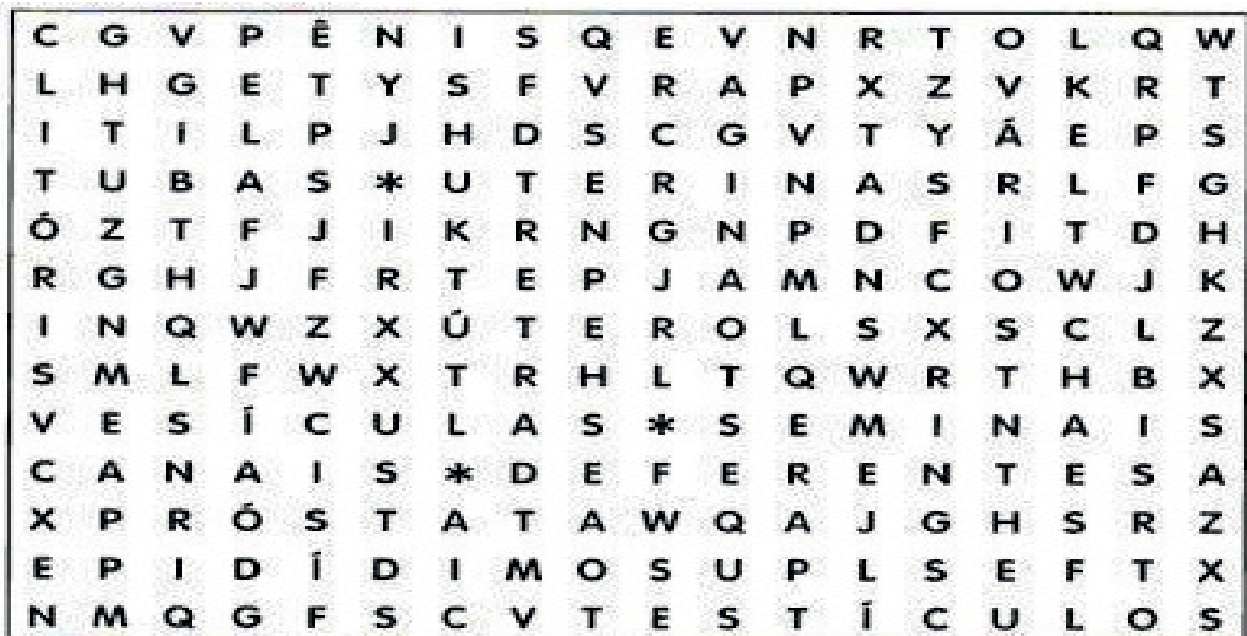 C G V P Ê N I S Q E V N R T O L Q W
L H G E T Y S F V R A P X Z V K R T
I T I L P J H D S C G V T Y Á E P S
T U B A S * U T E R I N A S R L F G
Ó Z T F J I K R N G N P D F I T D H
R G H J F R T E P J A M N C O W J K
I N Q W Z X Ú T E R O L S X S C L Z
S M L F W X T R H L T Q W R T H B X
V E S Í C U L A S * S E M I N A I S
C A N A I S * D E F E R E N T E S A
X P R Ó S T A T A W Q A J G H S R Z
E P I D Í D I M O S U P L S E F T X
N M Q G F S C V T E S T Í C U L O S